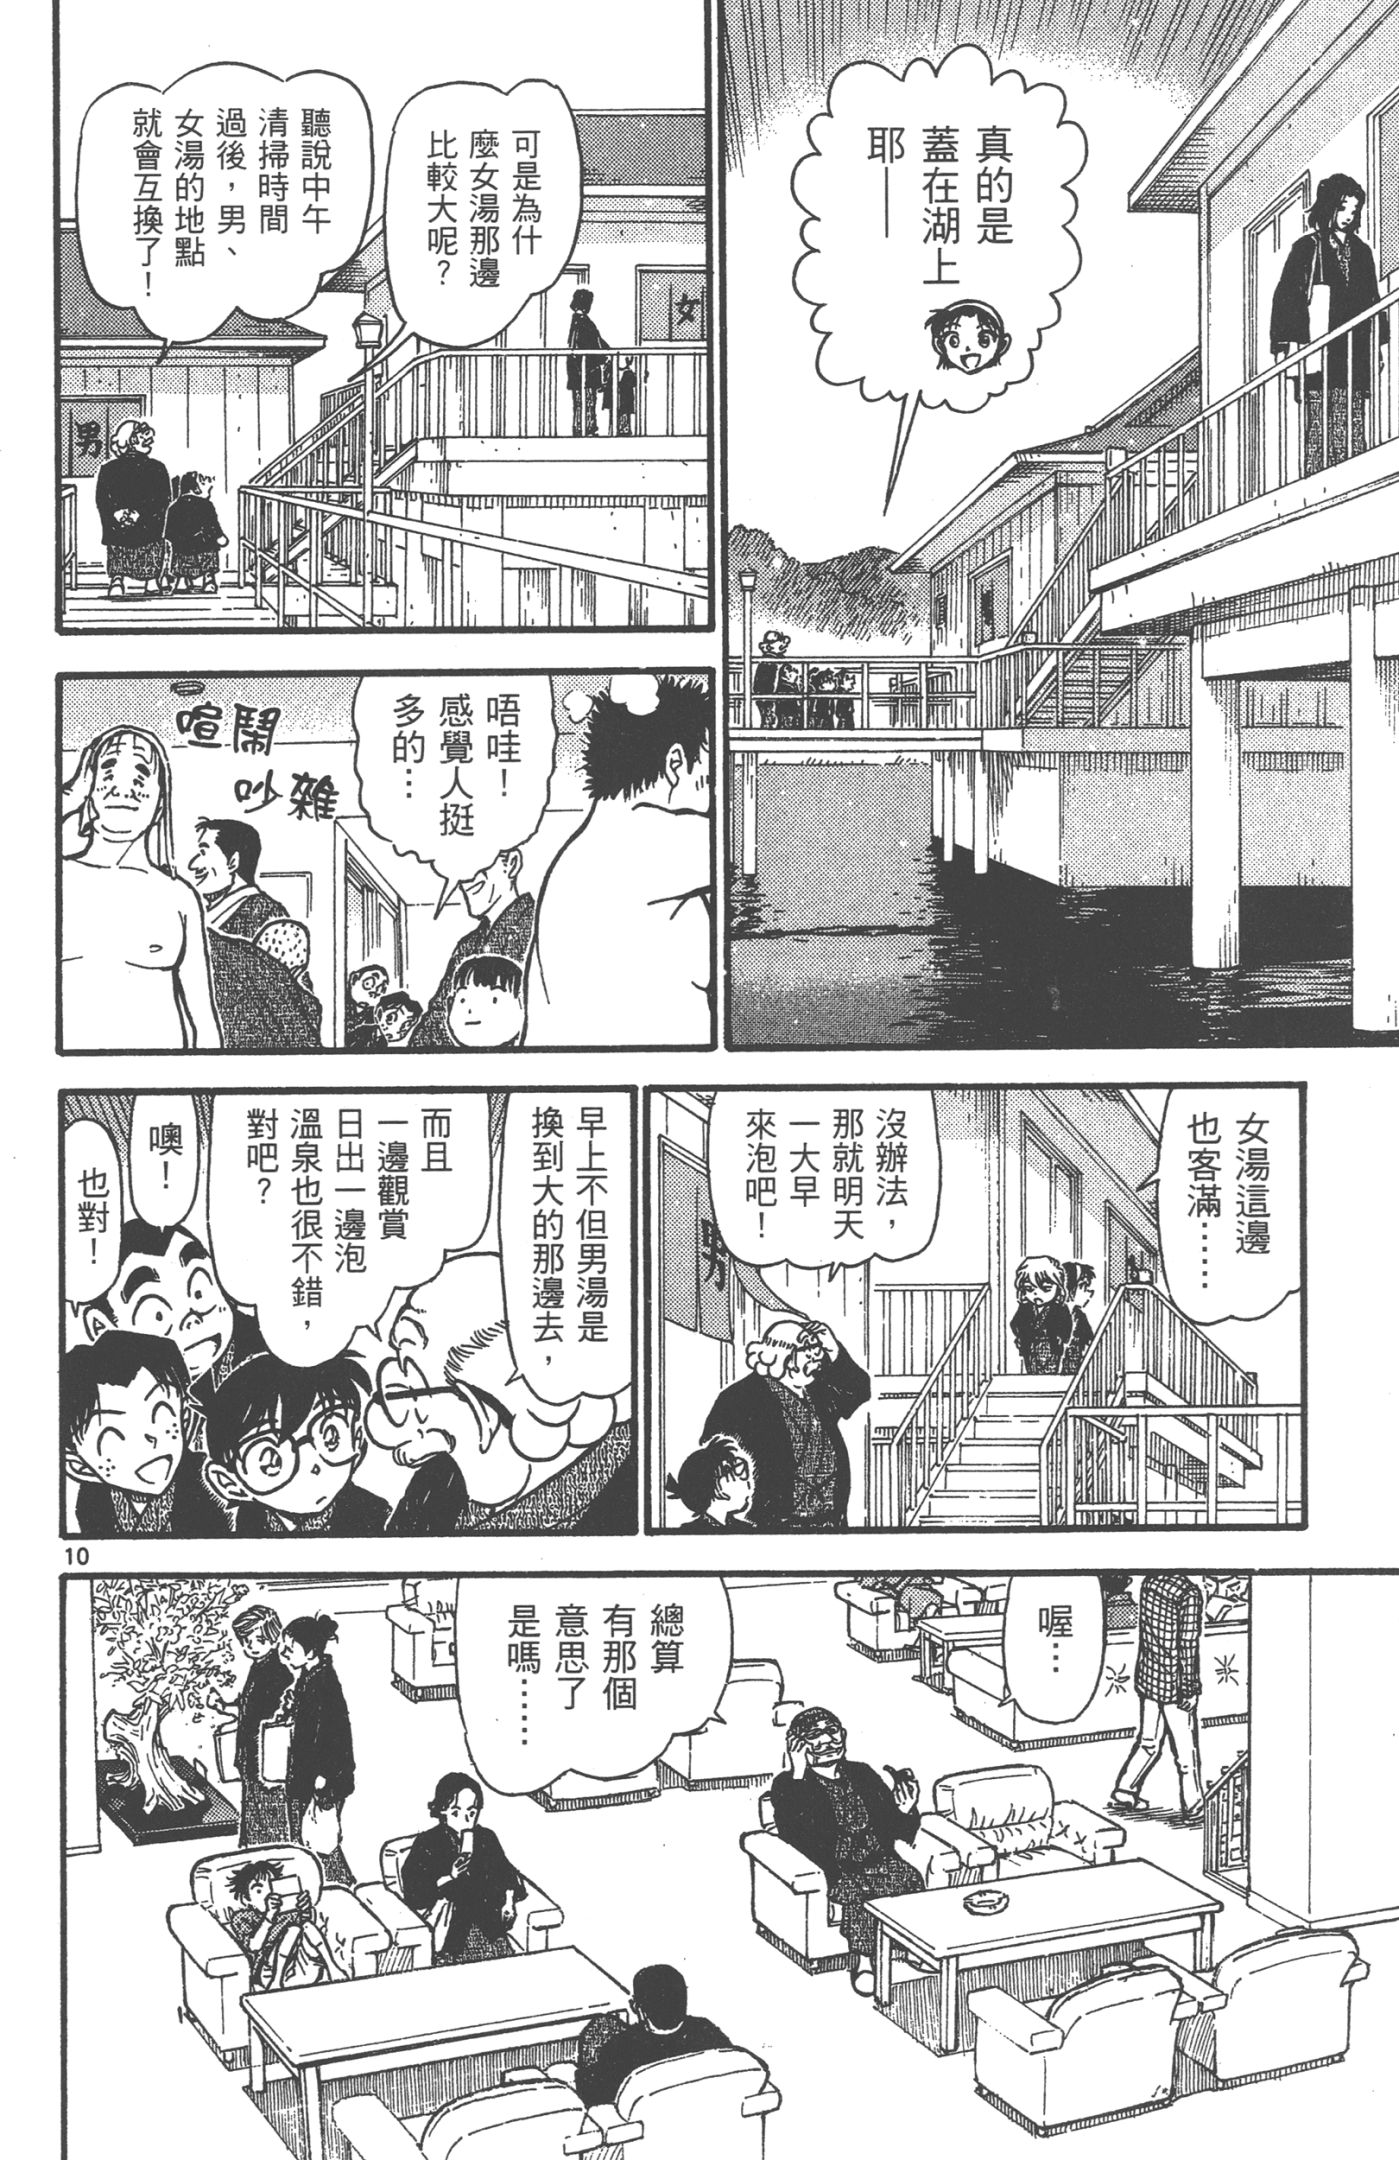 真的是
蓋在湖上
耶——
可是為什
麼女湯那邊
比較大呢？
聽說中午
清掃時間
過後，男、
女湯的地點
就會互換了！
女
男
唔哇！
感覺人挺
多的…
喧鬧
吵雜
女湯這邊
也客滿……
沒辦法，
那就明天
一大早
來泡吧！
男
早上不但男湯是
換到大的那邊去，
而且
一邊觀賞
日出一邊泡
溫泉也很不錯，
對吧？
噢！
也對！
10
喔…
總算
有那個
意思了
是嗎……